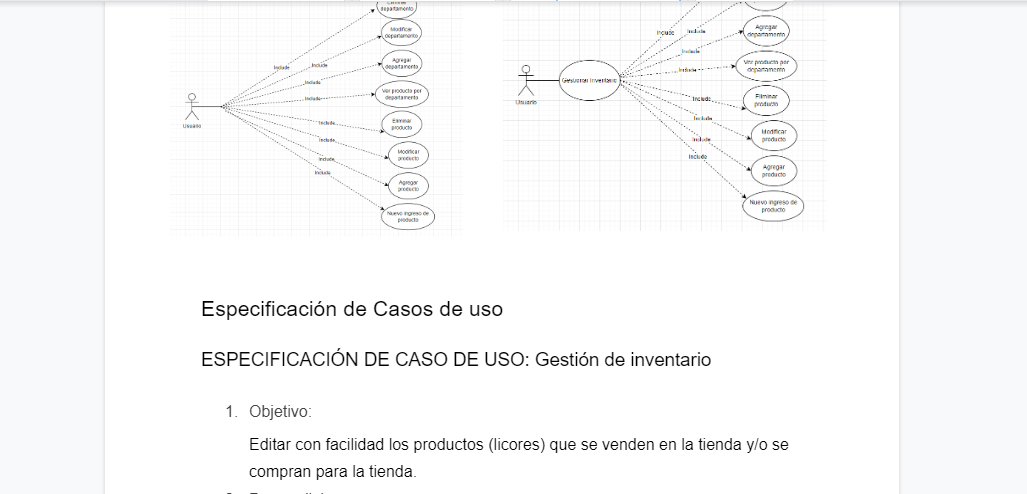 departamento
Modificar
departamento
Agregar
departamento
Ver producto por
departamento
Eliminar
producto
Modificar
producto
Agregar
producto
Nuevo ingreso de
producto
Include
Include
Include
Include
Include
Include
Include
Include
Usuario
Include
Include
Include
Include
Include
Include
Include
Include
Usuario
Gestionar Inventario
Agregar
departamento
Ver producto por
departamento
Eliminar
producto
Modificar
producto
Agregar
producto
Nuevo ingreso de
producto
Especificación de Casos de uso
ESPECIFICACIÓN DE CASO DE USO: Gestión de inventario
1. Objetivo:
Editar con facilidad los productos (licores) que se venden en la tienda y/o se
compran para la tienda.